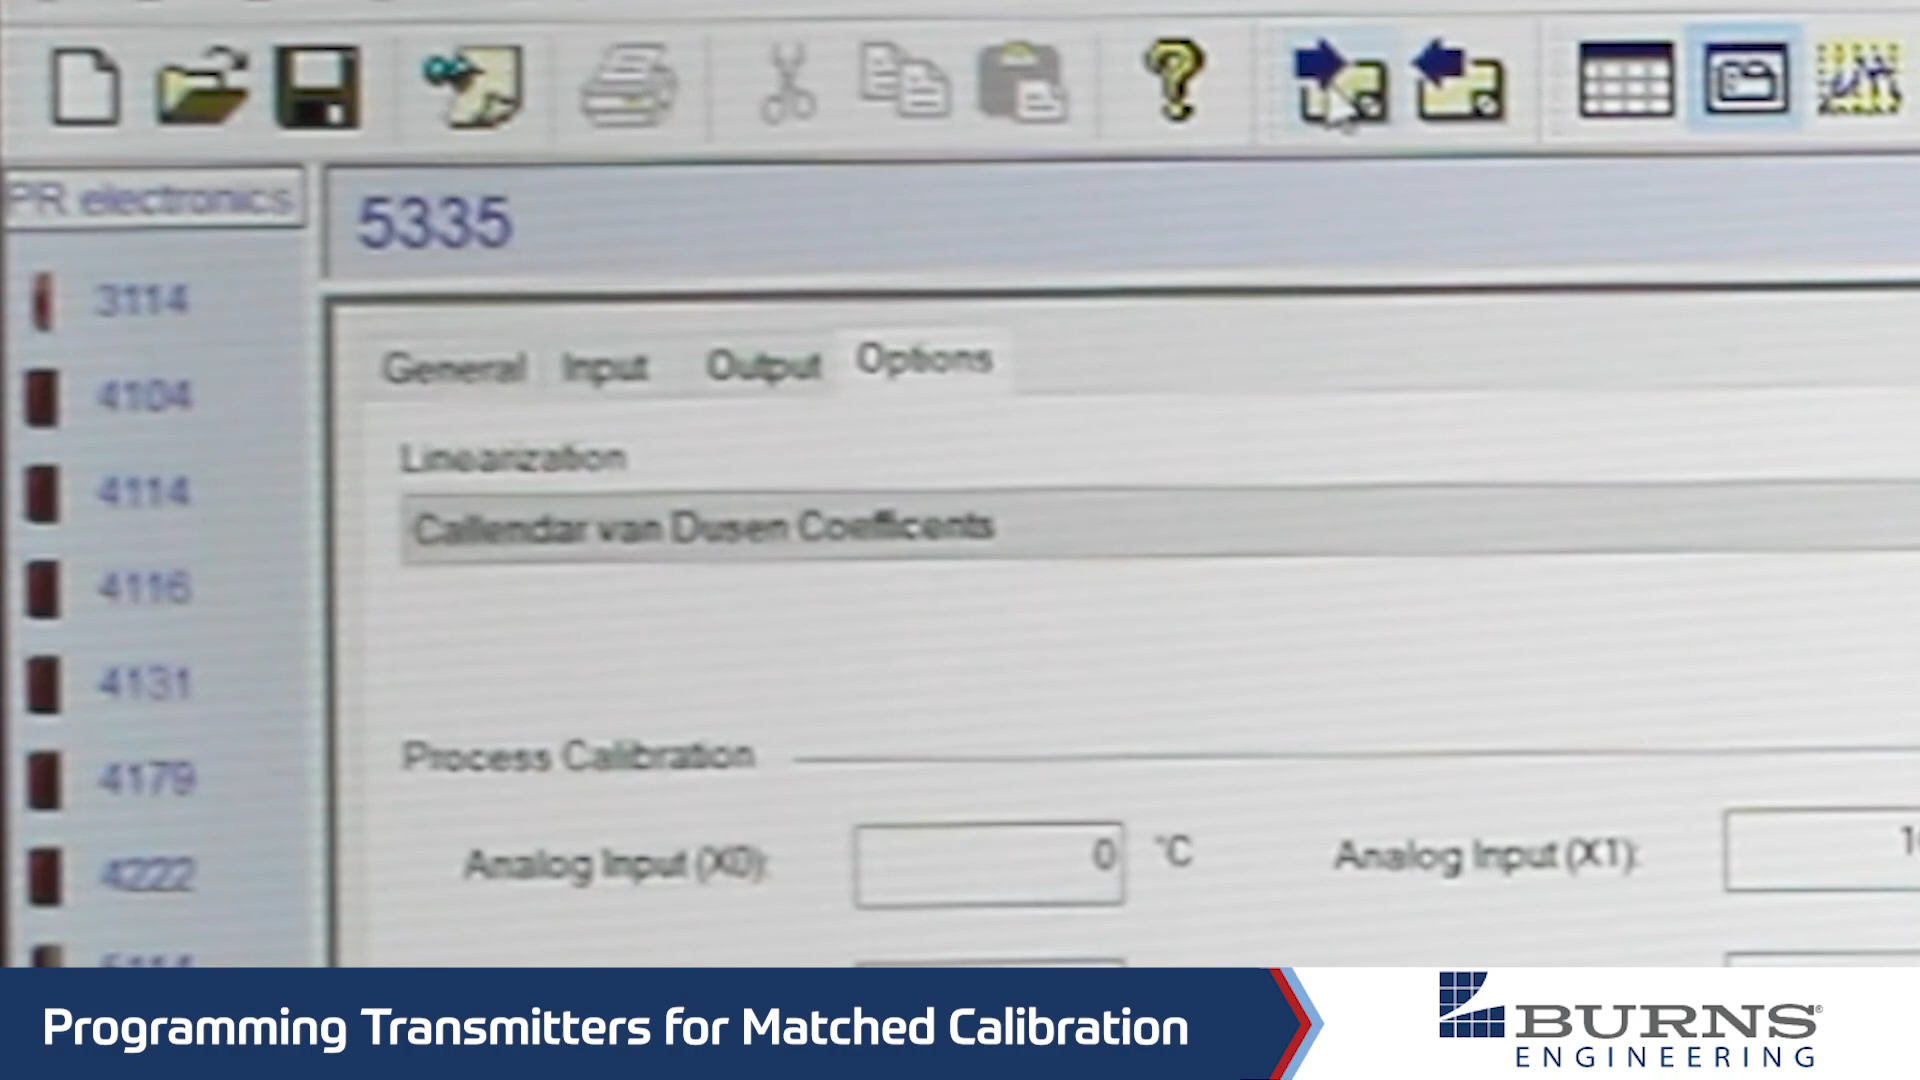 PR electronics
5335
3114
4104
4114
4116
4131
4179
4222
5114
General Input Output Options
Linearization
Callendar van Dusen Coefficents
Process Calibration
Analog Input (X0): 0 °C Analog Input (X1):
Programming Transmitters for Matched Calibration
BURNS®
ENGINEERING